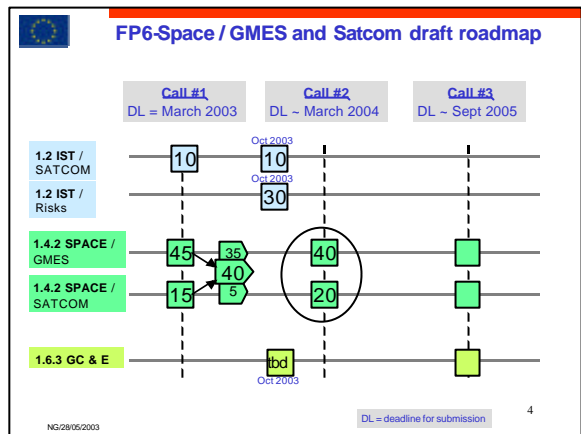 FP6-Space / GMES and Satcom draft roadmap
Call #1
DL = March 2003
Call #2
DL ~ March 2004
Call #3
DL ~ Sept 2005
1.2 IST /
SATCOM
10
Oct 2003
10
1.2 IST /
Risks
Oct 2003
30
1.4.2 SPACE /
GMES
45
35
40
40
1.4.2 SPACE /
SATCOM
15
5
20
1.6.3 GC & E
tbd
Oct 2003
DL = deadline for submission
4
NG/28/05/2003